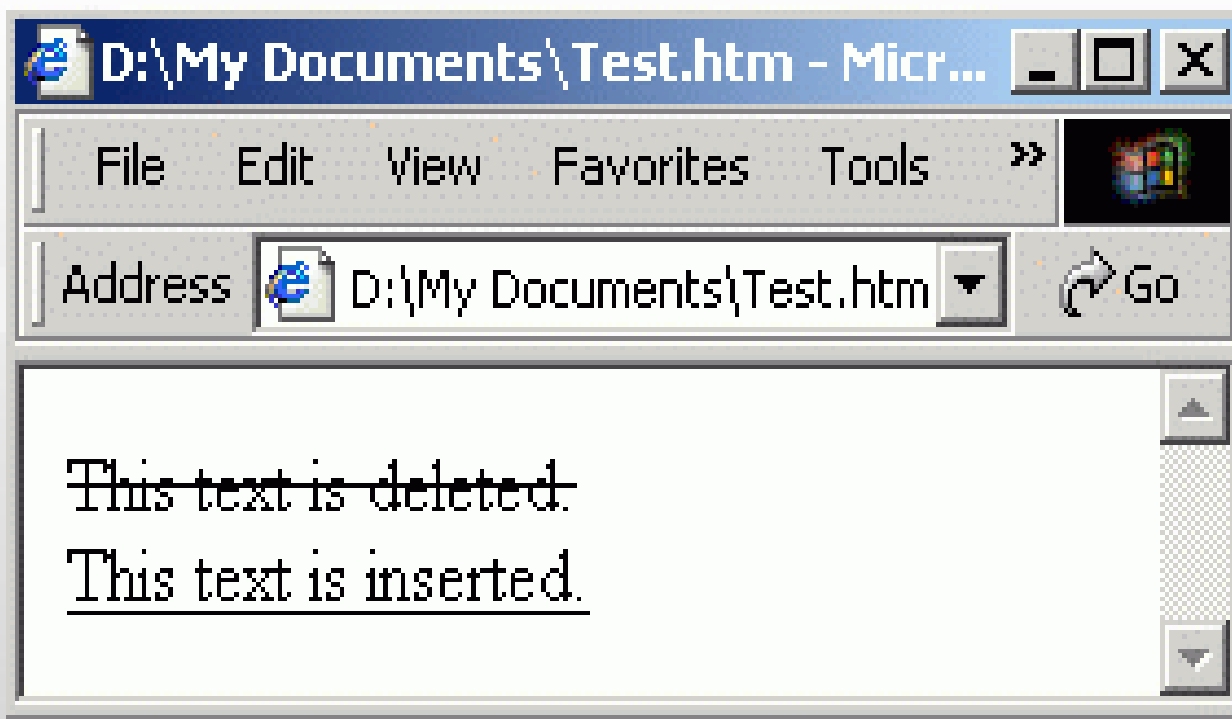 D:\My Documents\Test.htm - Micr...
File Edit View Favorites Tools »
Address D:\My Documents\Test.htm Go
This text is deleted.
This text is inserted.